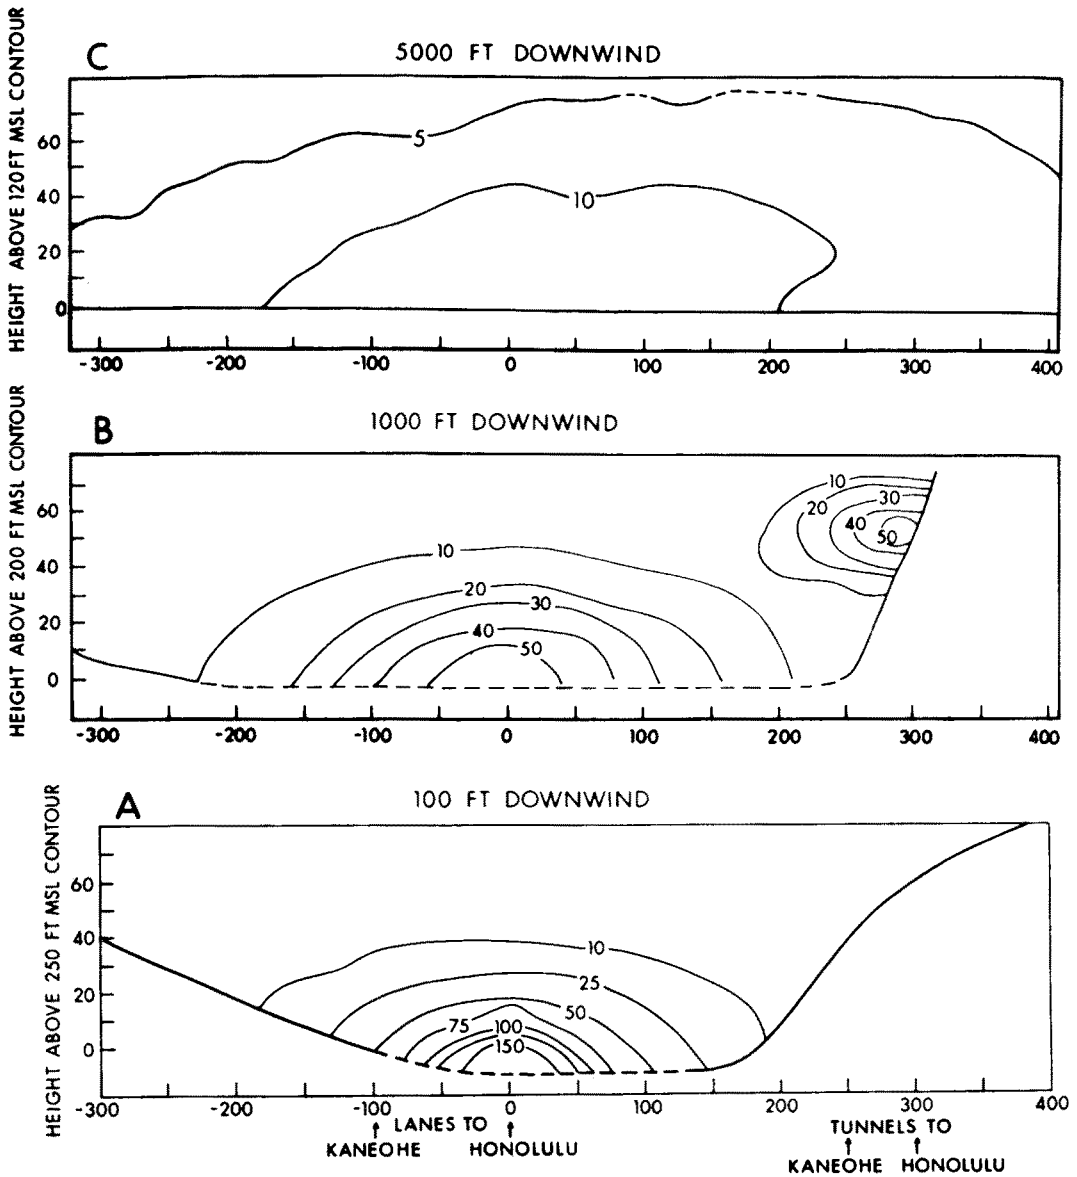 C
5000 FT DOWNWIND
HEIGHT ABOVE 120FT MSL CONTOUR
60
40
20
0
5
10
-300 -200 -100 0 100 200 300 400
B
1000 FT DOWNWIND
HEIGHT ABOVE 200 FT MSL CONTOUR
60
40
20
0
10
20
30
40
50
10
20
30
40
50
-300 -200 -100 0 100 200 300 400
A
100 FT DOWNWIND
HEIGHT ABOVE 250 FT MSL CONTOUR
60
40
20
0
10
25
50
75
100
150
-300 -200 -100 0 100 200 300 400
LANES TO
KANEOHE HONOLULU
TUNNELS TO
KANEOHE HONOLULU